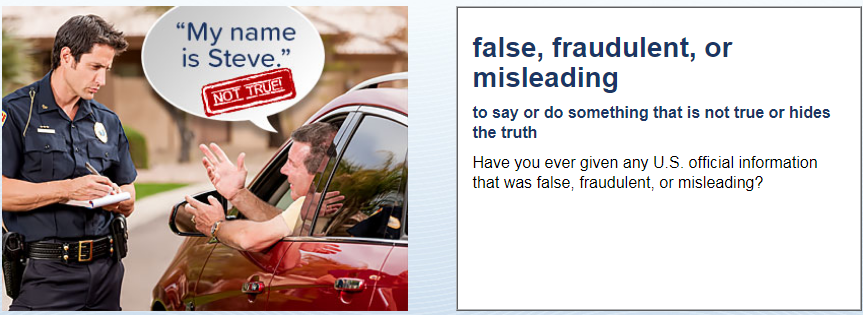 “My name
is Steve.”
NOT TRUE!
false, fraudulent, or
misleading
to say or do something that is not true or hides
the truth
Have you ever given any U.S. official information
that was false, fraudulent, or misleading?